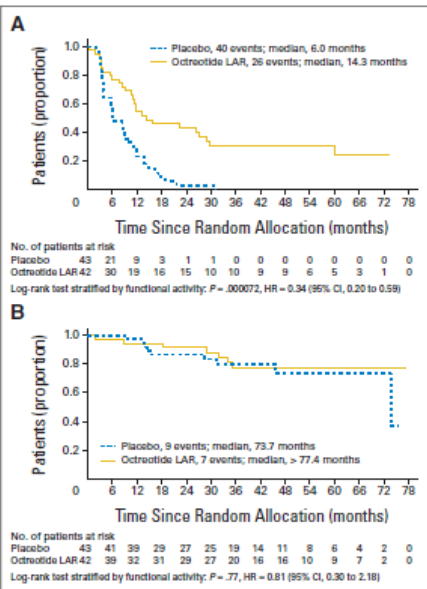 A
Placebo, 40 events; median, 6.0 months
Octreotide LAR, 26 events; median, 14.3 months
Patients (proportion)
1.0
0.8
0.6
0.4
0.2
0 6 12 18 24 30 36 42 48 54 60 66 72 78
Time Since Random Allocation (months)
No. of patients at risk
Placebo 43 21 9 3 1 1 0 0 0 0 0 0 0 0
Octreotide LAR 42 30 19 16 15 10 10 9 9 6 5 3 1 0
Log-rank test stratified by functional activity: P = .000072, HR = 0.34 (95% CI, 0.20 to 0.59)
B
Patients (proportion)
1.0
0.8
0.6
0.4
0.2
Placebo, 9 events; median, 73.7 months
Octreotide LAR, 7 events; median, > 77.4 months
0 6 12 18 24 30 36 42 48 54 60 66 72 78
Time Since Random Allocation (months)
No. of patients at risk
Placebo 43 41 39 29 27 25 19 14 11 8 6 4 2 0
Octreotide LAR 42 39 32 31 29 27 20 16 16 10 9 7 2 0
Log-rank test stratified by functional activity: P = .77, HR = 0.81 (95% CI, 0.30 to 2.18)